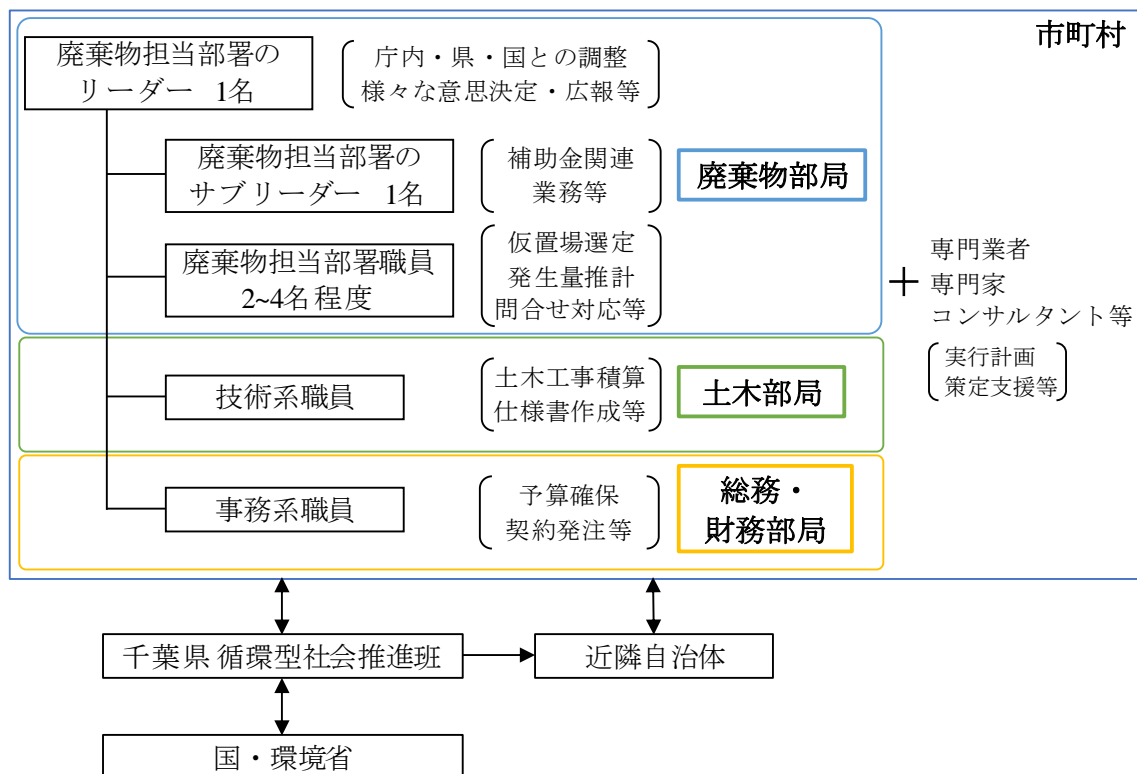 市町村
廃棄物担当部署の
リーダー 1名
庁内・県・国との調整
様々な意思決定・広報等
廃棄物担当部署の
サブリーダー 1名
補助金関連
業務等
廃棄物部局
廃棄物担当部署職員
2~4名程度
仮置場選定
発生量推計
問合せ対応等
＋
専門業者
専門家
コンサルタント等
実行計画
策定支援等
技術系職員
土木工事積算
仕様書作成等
土木部局
事務系職員
予算確保
契約発注等
総務・
財務部局
千葉県 循環型社会推進班
近隣自治体
国・環境省